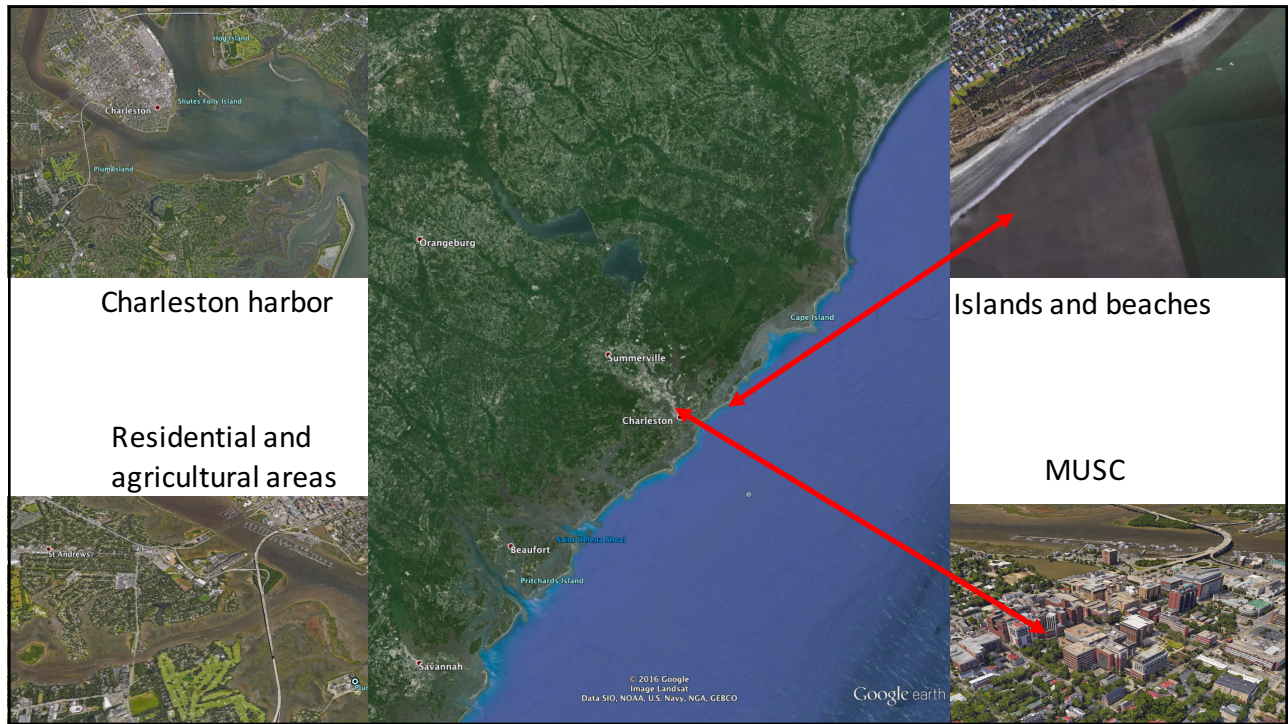 Hog Island
Shutes Folly Island
Charleston
Plum Island
Charleston harbor
Residential and
agricultural areas
St Andrews
Orangeburg
Cape Island
Summerville
Charleston
Saint Helena Shoal
Beaufort
Pritchards Island
Savannah
© 2016 Google
Image Landsat
Data SIO, NOAA, U.S. Navy, NGA, GEBCO
Google earth
Islands and beaches
MUSC